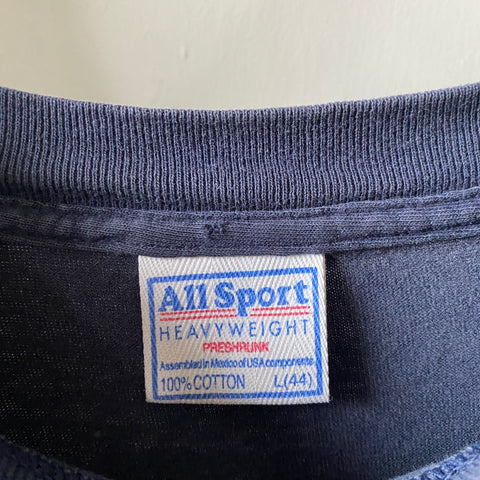 All Sport
HEAVYWEIGHT
PRESHRUNK
Assembled in Mexico of USA components
100% COTTON L(44)